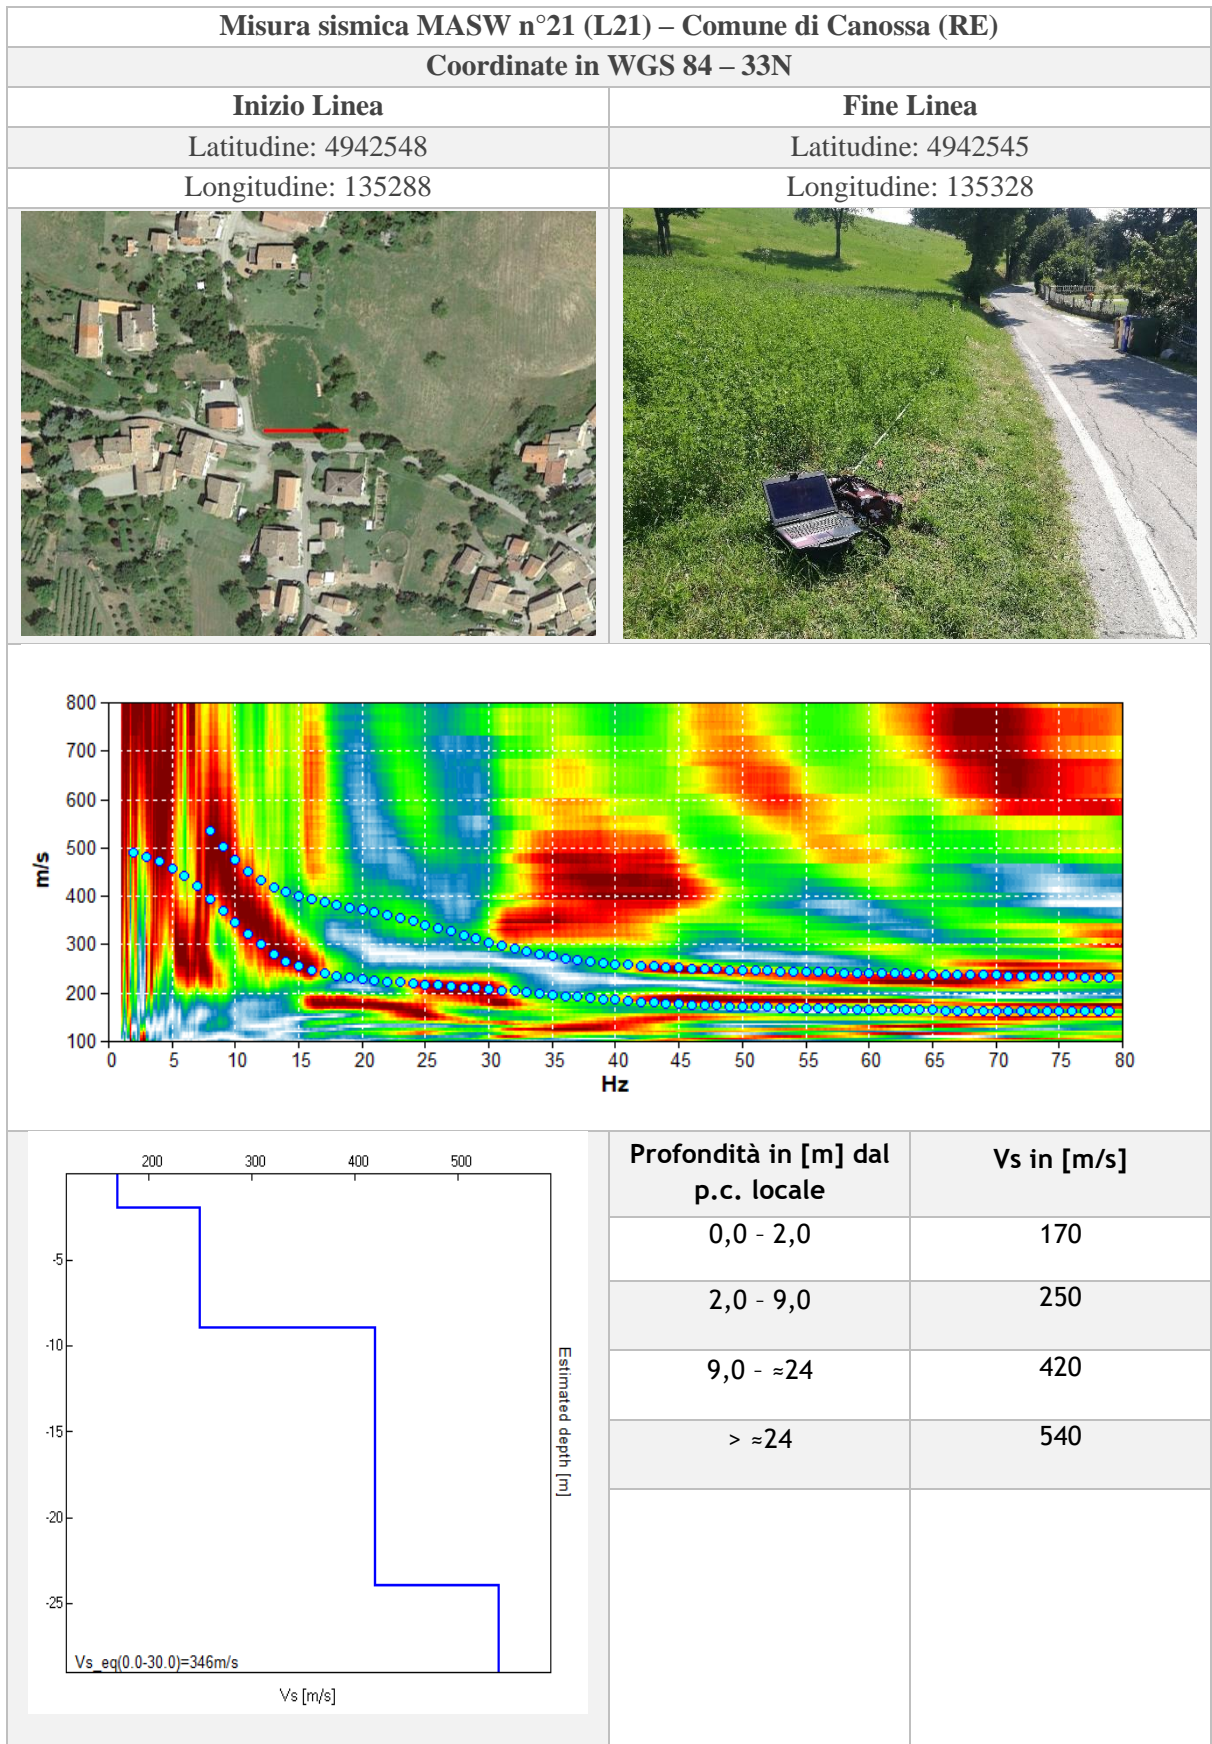 Misura sismica MASW n°21 (L21) – Comune di Canossa (RE)
Coordinate in WGS 84 – 33N
Inizio Linea
Fine Linea
Latitudine: 4942548
Latitudine: 4942545
Longitudine: 135288
Longitudine: 135328
800
700
600
500
400
300
200
100
m/s
0 5 10 15 20 25 30 35 40 45 50 55 60 65 70 75 80
Hz
200 300 400 500
-5
-10
-15
-20
-25
Estimated depth [m]
Vs_eq(0.0-30.0)=346m/s
Vs [m/s]
Profondità in [m] dal
p.c. locale
Vs in [m/s]
0,0 - 2,0
170
2,0 – 9,0
250
9,0 - ≈24
420
> ≈24
540